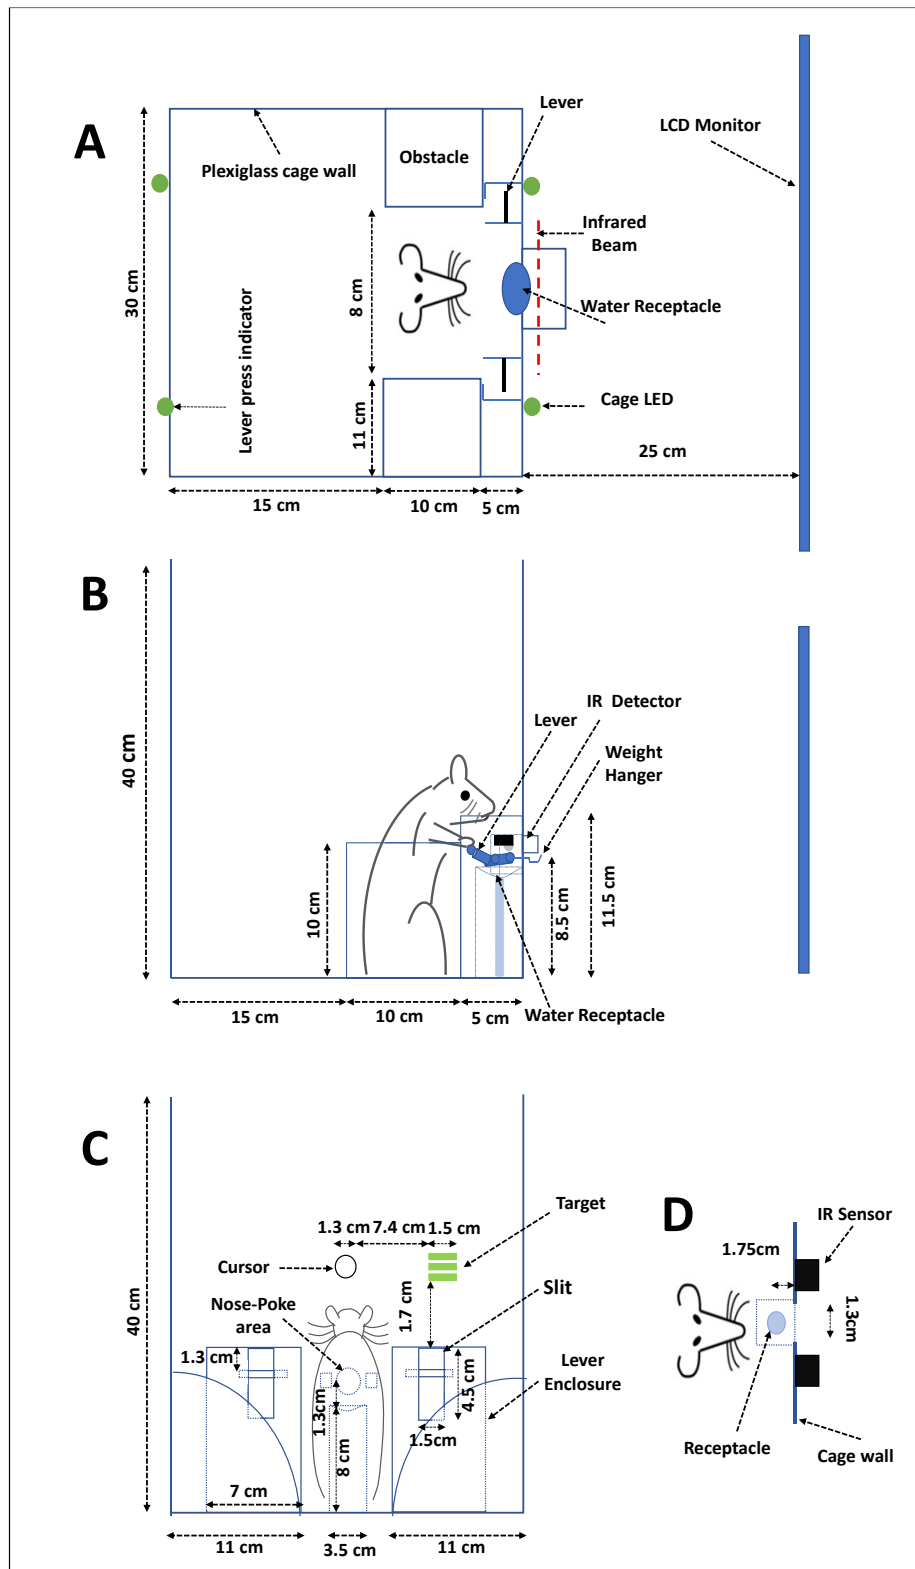 A
Lever
LCD Monitor
Plexiglass cage wall
Obstacle
Infrared
Beam
30 cm
8 cm
Water Receptacle
Lever press indicator
11 cm
Cage LED
25 cm
15 cm
10 cm
5 cm
B
40 cm
IR Detector
Lever
Weight
Hanger
10 cm
8.5 cm
11.5 cm
15 cm
10 cm
5 cm
Water Receptacle
C
40 cm
1.3 cm
7.4 cm
1.5 cm
Target
Cursor
1.7 cm
Nose-Poke
area
Slit
1.3 cm
Lever
Enclosure
4.5 cm
1.3cm
1.5cm
8 cm
7 cm
11 cm
3.5 cm
11 cm
D
IR Sensor
1.75cm
1.3cm
Receptacle
Cage wall